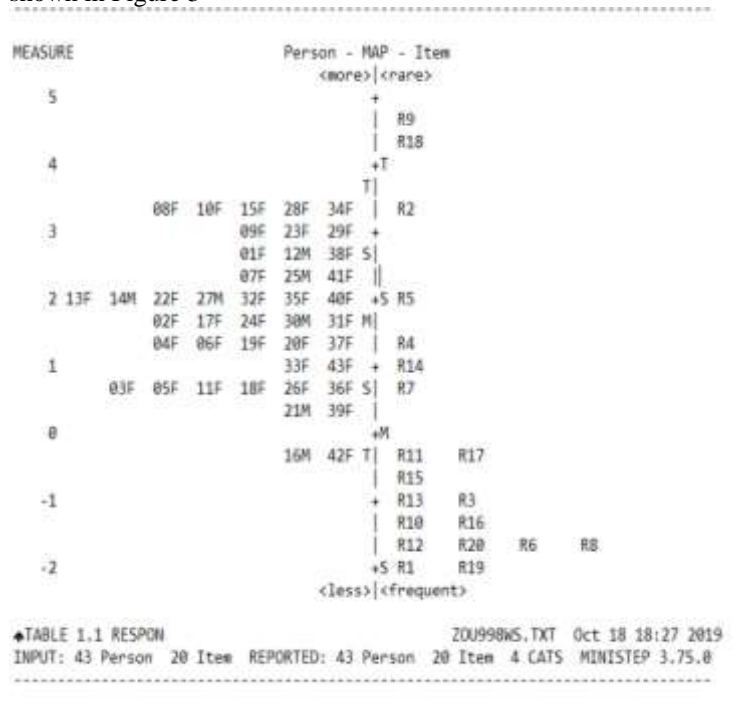 shown in Figure 3
MEASURE Person - MAP - Item
<more>|<rare>
5 +
| R9
| R18
4 +T
T|
08F 10F 15F 28F 34F | R2
3 09F 23F 29F +
01F 12M 38F S|
07F 25M 41F ||
2 13F 14M 22F 27M 32F 35F 40F +S R5
02F 17F 24F 30M 31F M|
04F 06F 19F 20F 37F | R4
1 33F 43F + R14
03F 05F 11F 18F 26F 36F S| R7
21M 39F |
0 +M
16M 42F T| R11 R17
| R15
-1 + R13 R3
| R10 R16
| R12 R20 R6 R8
-2 +S R1 R19
<less>|<frequent>
♠TABLE 1.1 RESPON ZOU998WS.TXT Oct 18 18:27 2019
INPUT: 43 Person 20 Item REPORTED: 43 Person 20 Item 4 CATS MINISTEP 3.75.0